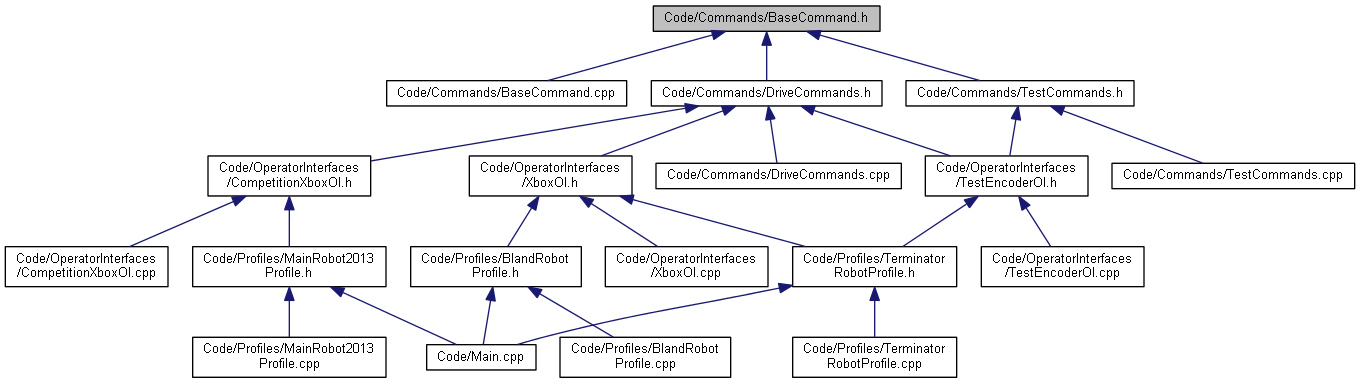 Code/Commands/BaseCommand.h
Code/Commands/BaseCommand.cpp
Code/Commands/DriveCommands.h
Code/Commands/TestCommands.h
Code/OperatorInterfaces
/CompetitionXboxOI.h
Code/OperatorInterfaces
/XboxOI.h
Code/Commands/DriveCommands.cpp
Code/OperatorInterfaces
/TestEncoderOI.h
Code/Commands/TestCommands.cpp
Code/OperatorInterfaces
/CompetitionXboxOI.cpp
Code/Profiles/MainRobot2013
Profile.h
Code/Profiles/BlandRobot
Profile.h
Code/OperatorInterfaces
/XboxOI.cpp
Code/Profiles/Terminator
RobotProfile.h
Code/OperatorInterfaces
/TestEncoderOI.cpp
Code/Profiles/MainRobot2013
Profile.cpp
Code/Main.cpp
Code/Profiles/BlandRobot
Profile.cpp
Code/Profiles/Terminator
RobotProfile.cpp